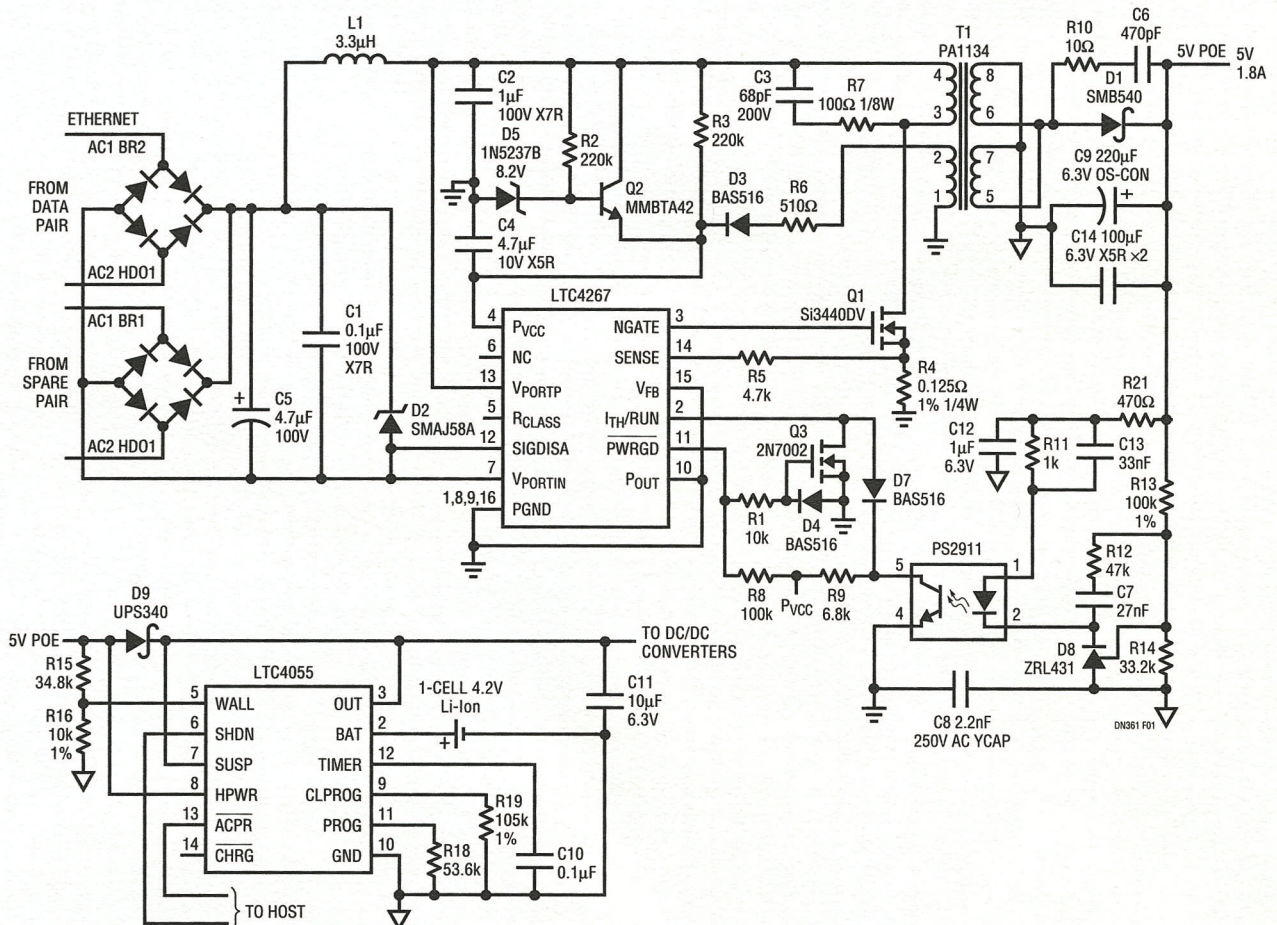 L1
3.3µH
C2
1µF
100V X7R
D5
1N5237B
8.2V
R2
220k
Q2
MMBTA42
C4
4.7µF
10V X5R
R3
220k
D3
BAS516
R6
510Ω
C3
68pF
200V
R7
100Ω 1/8W
T1
PA1134
4
3
2
1
8
6
7
5
R10
10Ω
C6
470pF
D1
SMB540
5V POE
5V
1.8A
C9 220µF
6.3V OS-CON
+
C14 100µF
6.3V X5R ×2
ETHERNET
AC1 BR2
FROM
DATA
PAIR
AC2 HDO1
AC1 BR1
FROM
SPARE
PAIR
AC2 HDO1
+
C5
4.7µF
100V
C1
0.1µF
100V
X7R
D2
SMAJ58A
LTC4267
4
PVCC
6
NC
13
VPORTP
5
RCLASS
12
SIGDISA
7
VPORTIN
1,8,9,16
PGND
NGATE
3
SENSE
14
VFB
15
ITH/RUN
2
PWRGD
11
POUT
10
Q1
Si3440DV
R5
4.7k
R4
0.125Ω
1% 1/4W
Q3
2N7002
R1
10k
D4
BAS516
D7
BAS516
R8
100k
PVCC
R9
6.8k
C12
1µF
6.3V
R11
1k
C13
33nF
R21
470Ω
R13
100k
1%
PS2911
5
4
1
2
R12
47k
C7
27nF
D8
ZRL431
R14
33.2k
C8 2.2nF
250V AC YCAP
DN361 F01
D9
UPS340
5V POE
R15
34.8k
R16
10k
1%
LTC4055
5
WALL
6
SHDN
7
SUSP
8
HPWR
13
ACPR
14
CHRG
OUT
3
BAT
2
TIMER
12
CLPROG
9
PROG
11
GND
10
1-CELL 4.2V
Li-Ion
+
TO DC/DC
CONVERTERS
C11
10µF
6.3V
R19
105k
1%
R18
53.6k
C10
0.1µF
TO HOST